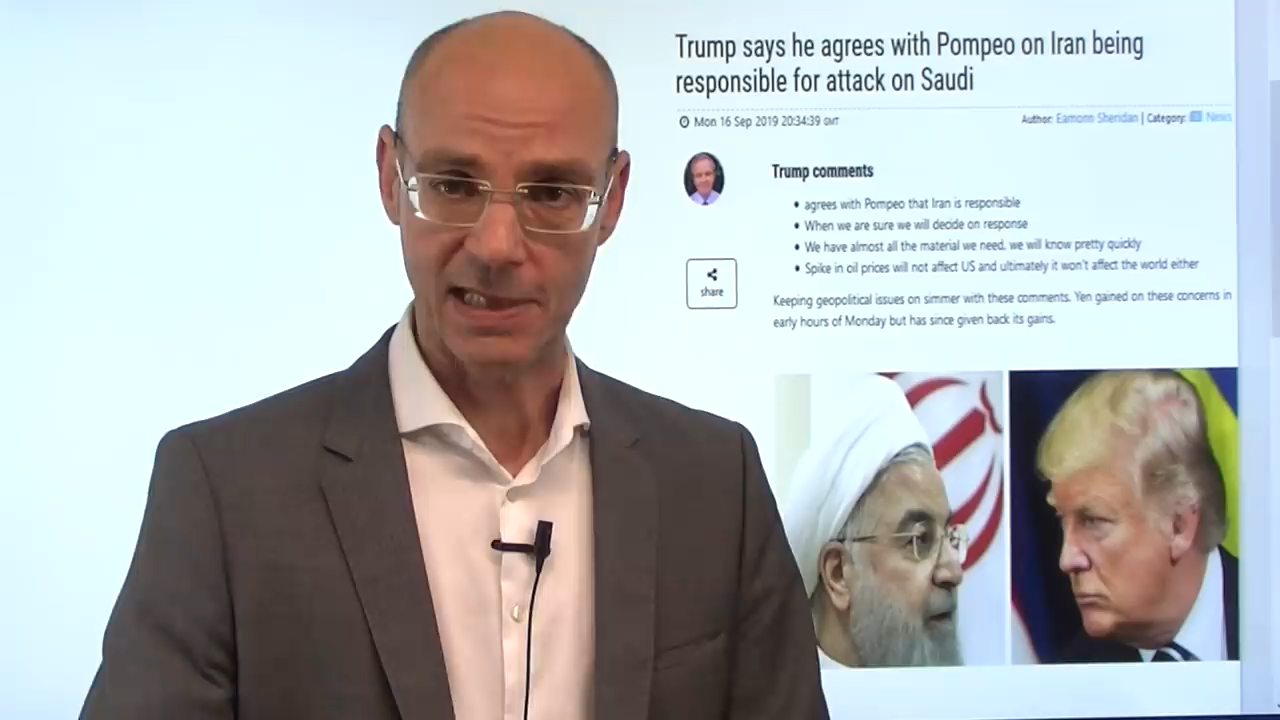 Trump says he agrees with Pompeo on Iran being
responsible for attack on Saudi
Mon 16 Sep 2019 20:34:39 GMT
Author: Eamonn Sheridan | Category: News
Trump comments
• agrees with Pompeo that Iran is responsible
• When we are sure we will decide on response
• We have almost all the material we need, we will know pretty quickly
• Spike in oil prices will not affect US and ultimately it won't affect the world either
share
Keeping geopolitical issues on simmer with these comments. Yen gained on these concerns in
early hours of Monday but has since given back its gains.